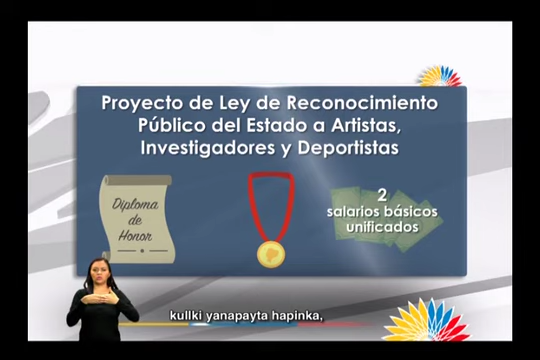 Proyecto de Ley de Reconocimiento
Público del Estado a Artistas,
Investigadores y Deportistas
Diploma
de
Honor
2
salarios básicos
unificados
kullki yanapayta hapinka,